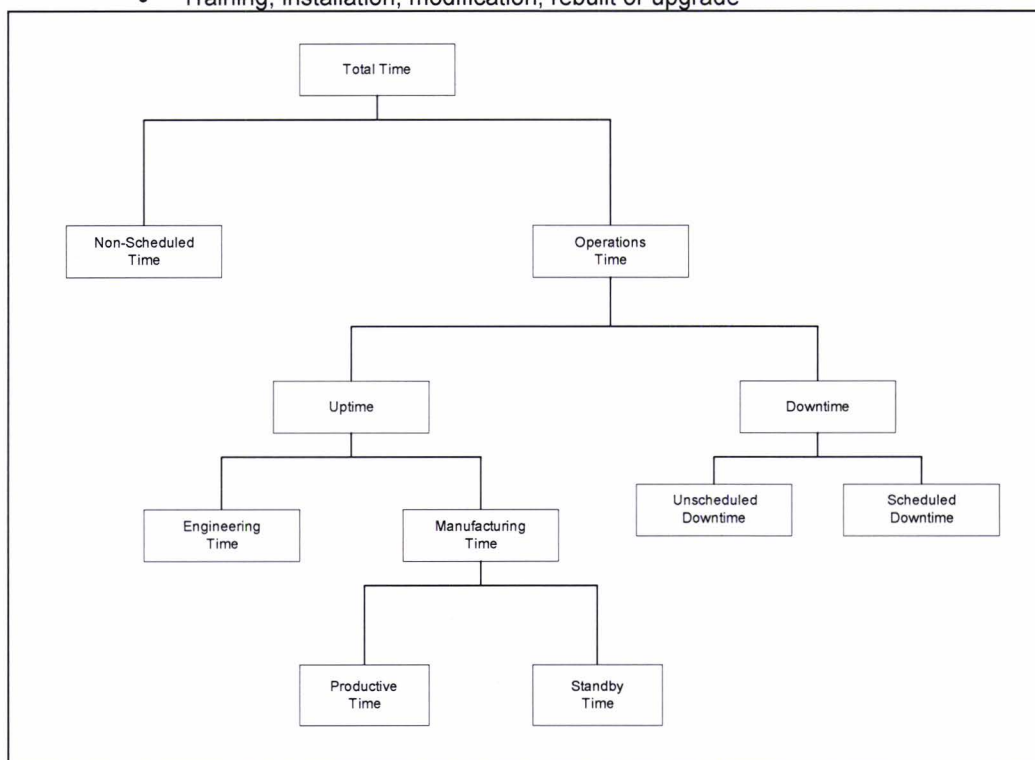 • Training, installation, modification, rebuilt or upgrade
Total Time
Non-Scheduled
Time
Operations
Time
Uptime
Downtime
Engineering
Time
Manufacturing
Time
Unscheduled
Downtime
Scheduled
Downtime
Productive
Time
Standby
Time